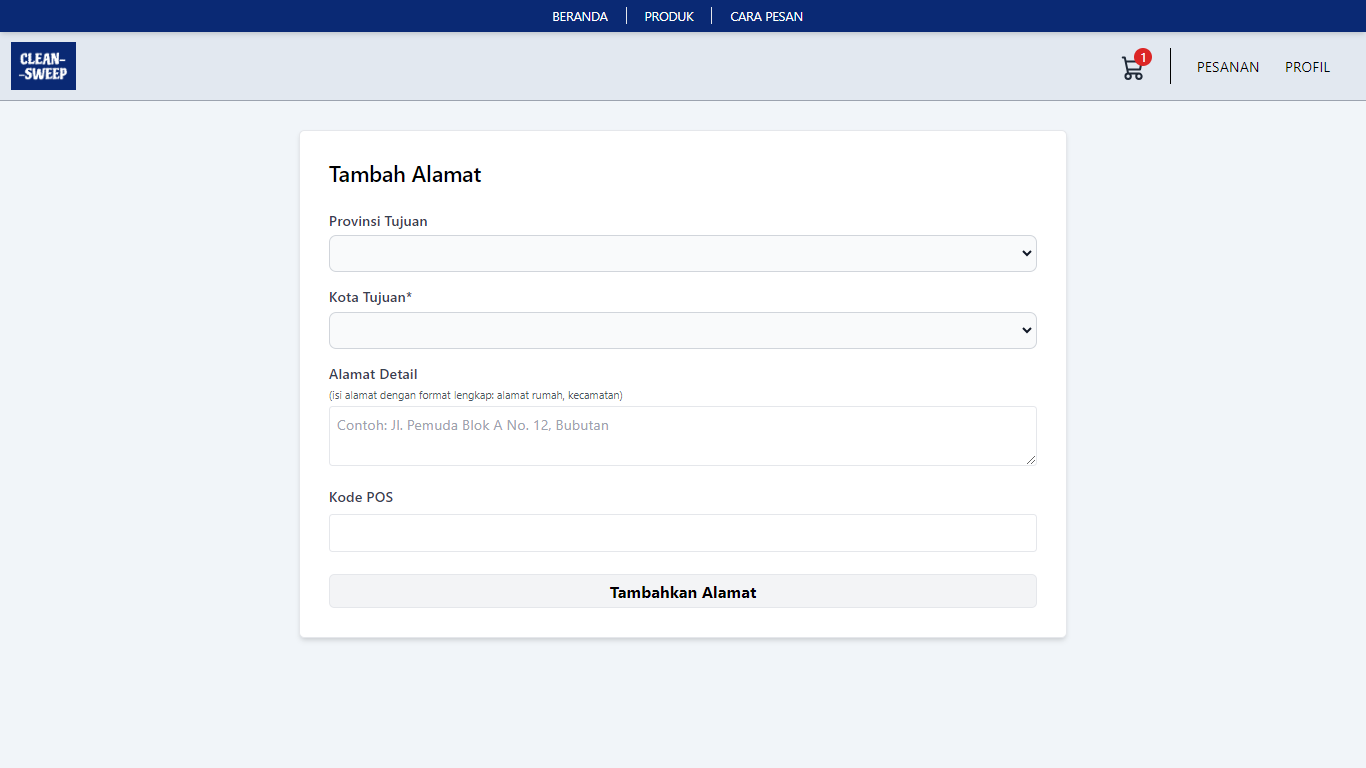 BERANDA
PRODUK
CARA PESAN
CLEAN-
-SWEEP
1
PESANAN
PROFIL
Tambah Alamat
Provinsi Tujuan
Kota Tujuan*
Alamat Detail
(isi alamat dengan format lengkap: alamat rumah, kecamatan)
Contoh: Jl. Pemuda Blok A No. 12, Bubutan
Kode POS
Tambahkan Alamat